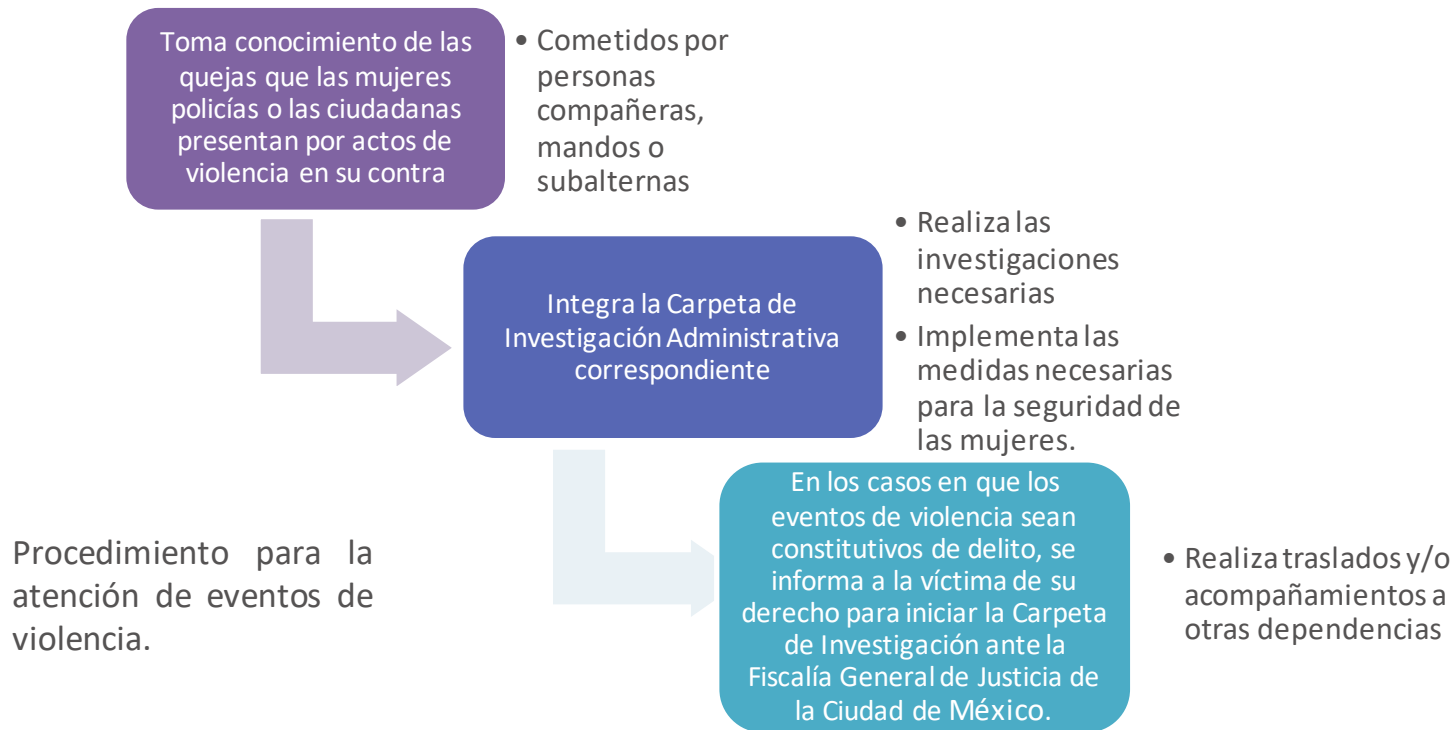 Toma conocimiento de las
quejas que las mujeres
policías o las ciudadanas
presentan por actos de
violencia en su contra
• Cometidos por
personas
compañeras,
mandos o
subalternas
Integra la Carpeta de
Investigación Administrativa
correspondiente
• Realiza las
investigaciones
necesarias
• Implementa las
medidas necesarias
para la seguridad de
las mujeres.
En los casos en que los
eventos de violencia sean
constitutivos de delito, se
informa a la víctima de su
derecho para iniciar la Carpeta
de Investigación ante la
Fiscalía General de Justicia de
la Ciudad de México.
• Realiza traslados y/o
acompañamientos a
otras dependencias
Procedimiento para la
atención de eventos de
violencia.